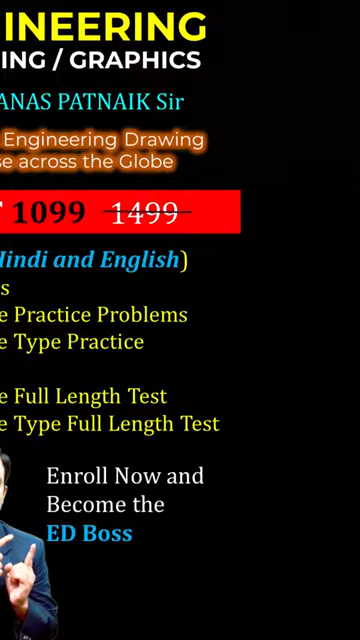 INEERING
ING / GRAPHICS
ANAS PATNAIK Sir
Engineering Drawing
se across the Globe
1099 1499
Hindi and English)
s
e Practice Problems
e Type Practice
e Full Length Test
e Type Full Length Test
Enroll Now and
Become the
ED Boss